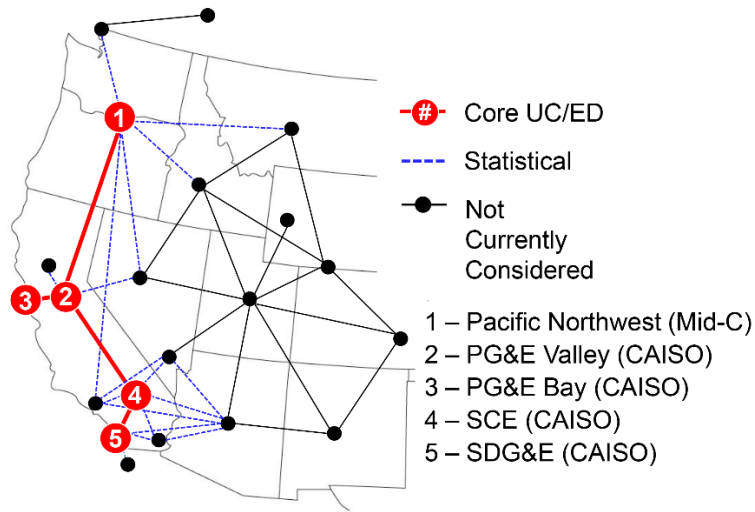 1
2
3
4
5
# Core UC/ED
Statistical
Not
Currently
Considered
1 – Pacific Northwest (Mid-C)
2 – PG&E Valley (CAISO)
3 – PG&E Bay (CAISO)
4 – SCE (CAISO)
5 – SDG&E (CAISO)